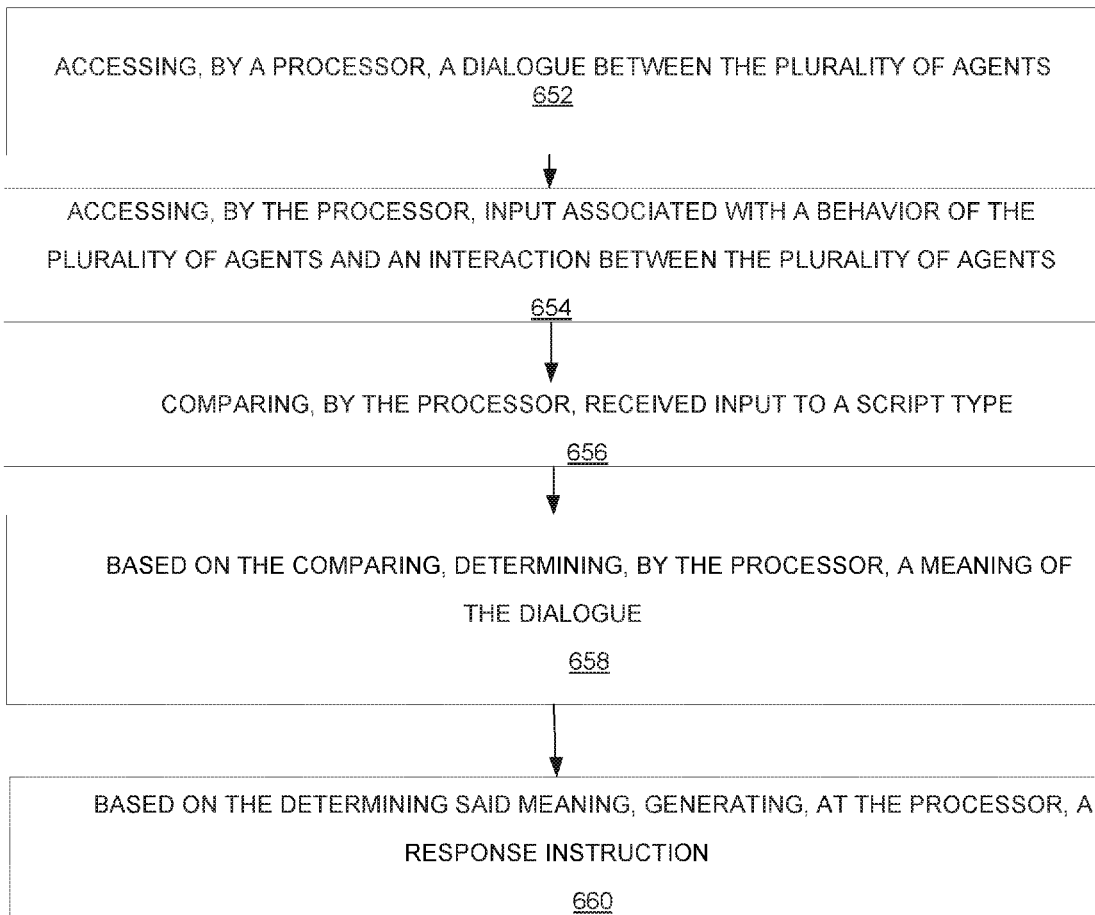 ACCESSING, BY A PROCESSOR, A DIALOGUE BETWEEN THE PLURALITY OF AGENTS
652
ACCESSING, BY THE PROCESSOR, INPUT ASSOCIATED WITH A BEHAVIOR OF THE
PLURALITY OF AGENTS AND AN INTERACTION BETWEEN THE PLURALITY OF AGENTS
654
COMPARING, BY THE PROCESSOR, RECEIVED INPUT TO A SCRIPT TYPE
656
BASED ON THE COMPARING, DETERMINING, BY THE PROCESSOR, A MEANING OF
THE DIALOGUE
658
BASED ON THE DETERMINING SAID MEANING, GENERATING, AT THE PROCESSOR, A
RESPONSE INSTRUCTION
660